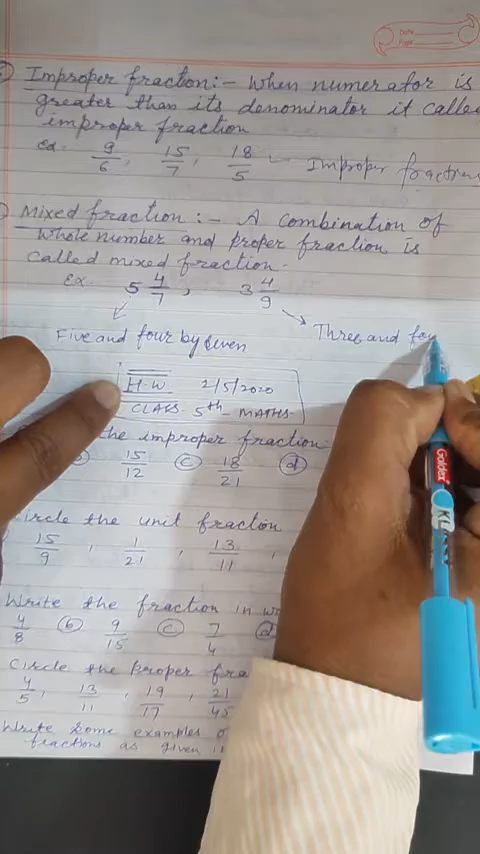 Date
Page
Improper fraction:- When numerator is
greater than its denominator it called
improper fraction
ex. 9/6, 15/7, 18/5 - Improper fractions
Mixed fraction :- A combination of
whole number and proper fraction is
called mixed fraction.
Ex. 5 4/7, 3 4/9
Five and four by seven
Three and fou
H.W 2/5/2020
CLASS 5th MATHS
the improper fraction
b 15/12 c 18/21 d
ircle the unit fraction
15/9, 1/21, 13/11,
Write the fraction in wo
4/8 b 9/15 c 7/4 d
Circle the proper fra
4/5, 13/11, 19/17, 21/45
Write some examples o
fractions as given i
Goldex
KL